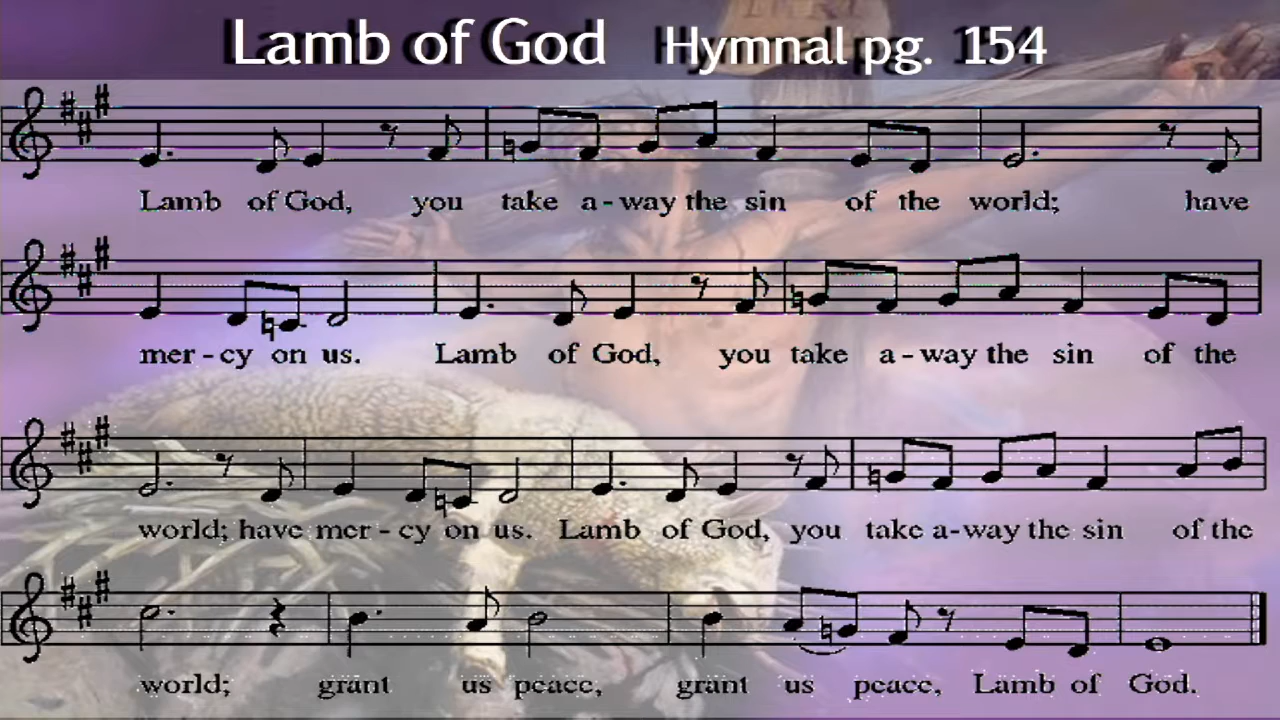 Lamb of God Hymnal pg. 154
Lamb of God, you take a - way the sin of the world; have
mer - cy on us. Lamb of God, you take a - way the sin of the
world; have mer - cy on us. Lamb of God, you take a - way the sin of the
world; grant us peace, grant us peace, Lamb of God.